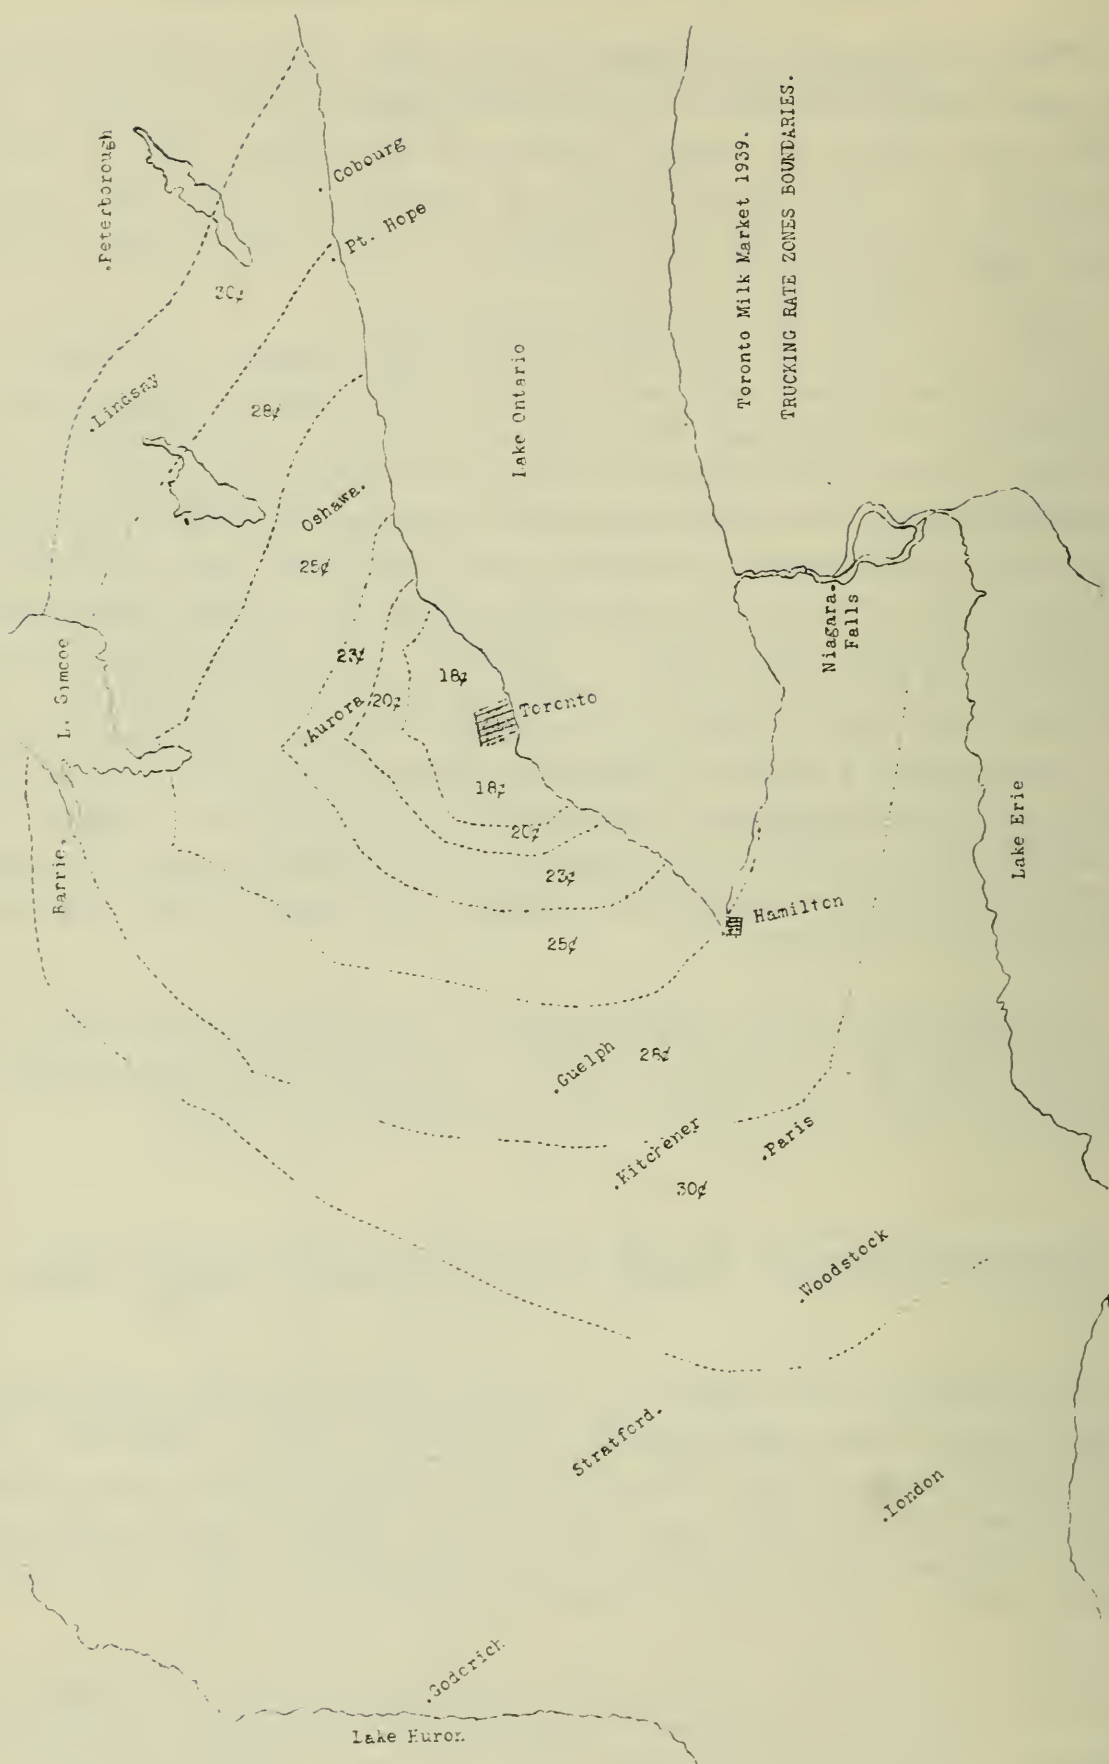 Toronto Milk Market 1939.
TRUCKING RATE ZONES BOUNDARIES.
.Peterborough
Cobourg
Pt. Hope
30¢
.Lindsay
28¢
Lake Ontario
Oshawa.
25¢
L. Simcoe
23¢
20¢
18¢
.Aurora
Toronto
Niagara.
Falls
Barrie.
18¢
20¢
23¢
25¢
Hamilton
Lake Erie
.Guelph
28¢
.Kitchener
.Paris
30¢
.Woodstock
Stratford.
.London
.Goderich
Lake Huron